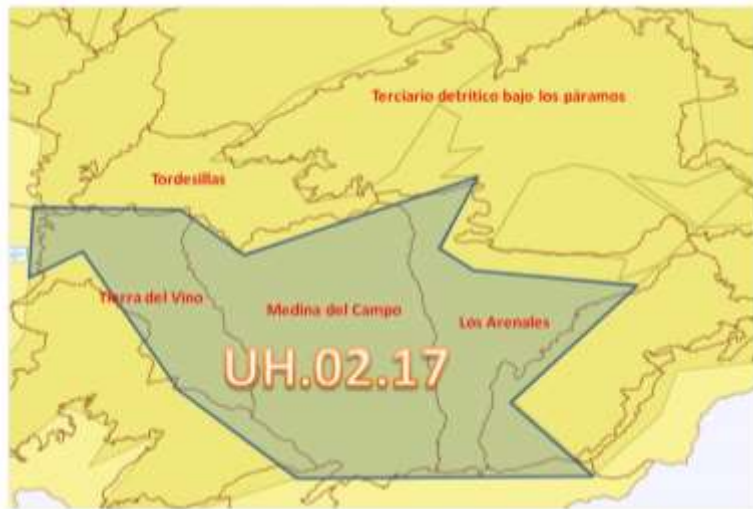 Terciario detrítico bajo los páramos
Tordesillas
Tierra del Vino
Medina del Campo
Los Arenales
UH.02.17